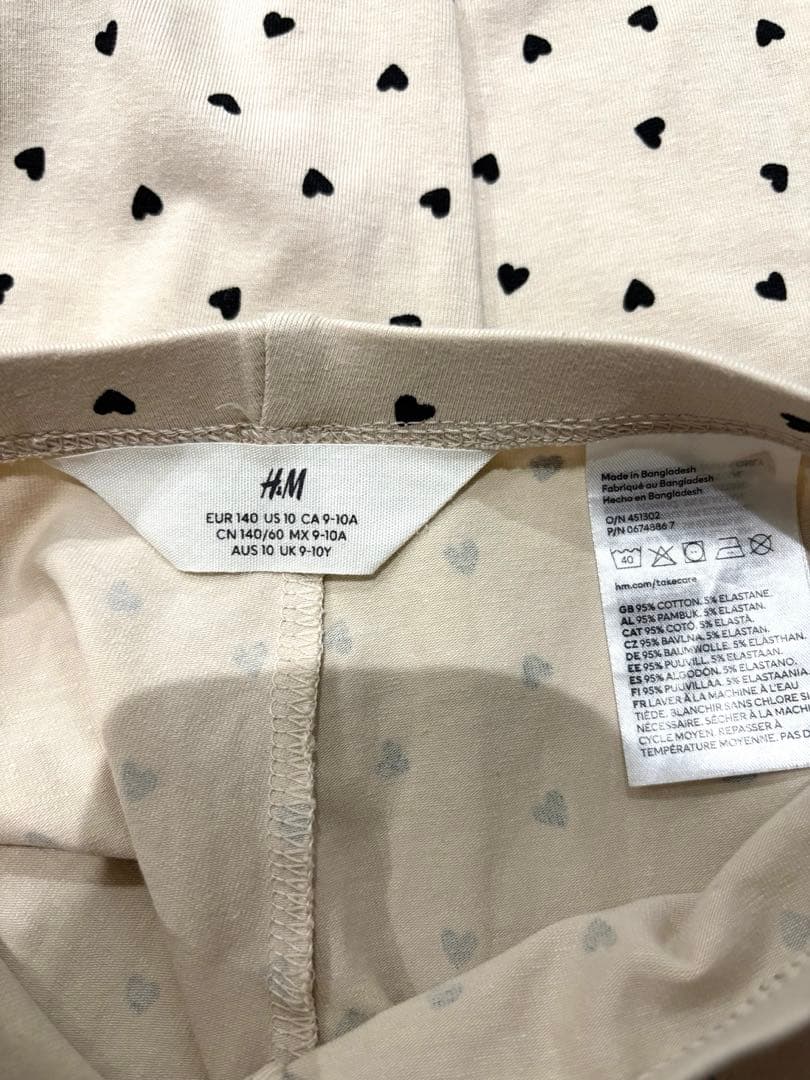 H&M
EUR 140 US 10 CA 9-10A
CN 140/60 MX 9-10A
AUS 10 UK 9-10Y
Made in Bangladesh
Fabriqué au Bangladesh
Hecho en Bangladesh
O/N 451302
P/N 0674886 7
40
hm.com/takecare
GB 95% COTTON. 5% ELASTANE.
AL 95% PAMBUK. 5% ELASTAN.
CAT 95% COTÓ. 5% ELASTÀ.
CZ 95% BAVLNA. 5% ELASTAN.
DE 95% BAUMWOLLE. 5% ELASTHAN.
EE 95% PUUVILL. 5% ELASTAAN.
ES 95% ALGODÓN. 5% ELASTANO.
FI 95% PUUVILLAA. 5% ELASTAANIA.
FR LAVER À LA MACHINE À L'EAU
TIÈDE. BLANCHIR SANS CHLORE SI
NÉCESSAIRE. SÉCHER À LA MACH
CYCLE MOYEN. REPASSER À
TEMPÉRATURE MOYENNE. PAS D